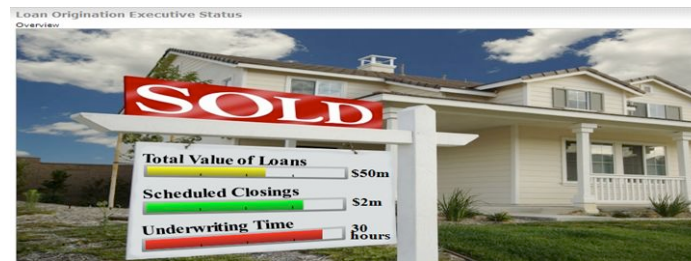 Loan Origination Executive Status
Overview
SOLD
Total Value of Loans
$50m
Scheduled Closings
$2m
Underwriting Time
30
hours